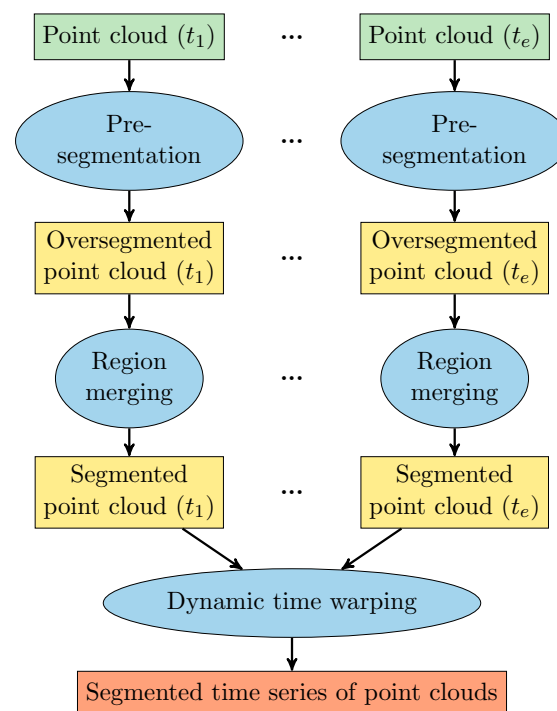 Point cloud (t₁) ... Point cloud (tₑ)
Pre-
segmentation
...
Pre-
segmentation
Oversegmented
point cloud (t₁)
...
Oversegmented
point cloud (tₑ)
Region
merging
...
Region
merging
Segmented
point cloud (t₁)
...
Segmented
point cloud (tₑ)
Dynamic time warping
Segmented time series of point clouds